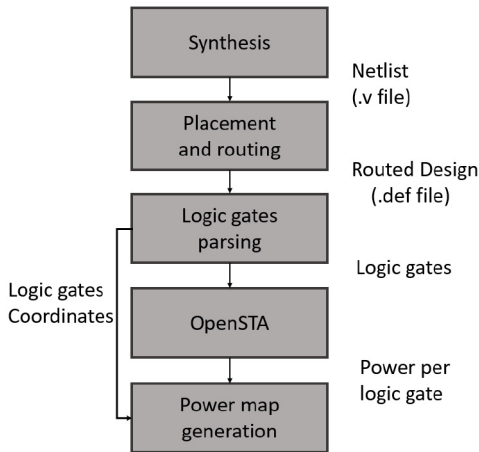 Synthesis
Netlist
(.v file)
Placement
and routing
Routed Design
(.def file)
Logic gates
parsing
Logic gates
Logic gates
Coordinates
OpenSTA
Power per
logic gate
Power map
generation